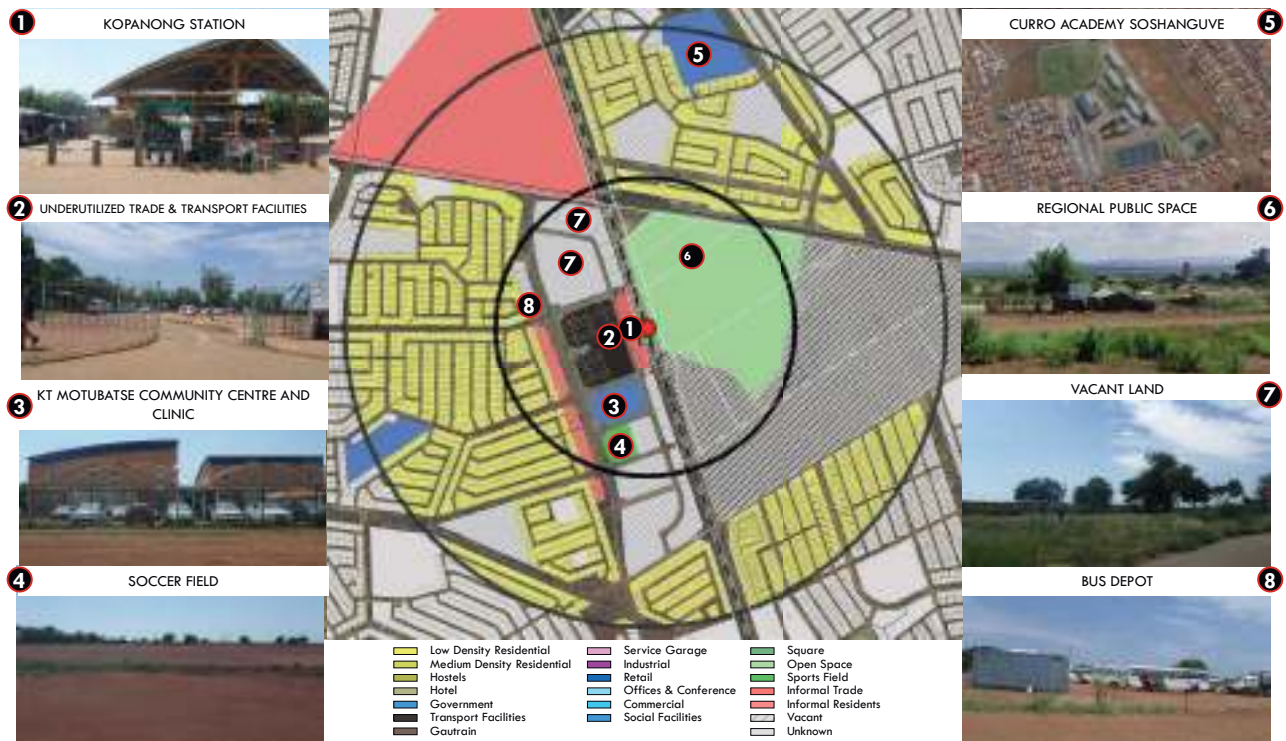 1
KOPANONG STATION
2
UNDERUTILIZED TRADE & TRANSPORT FACILITIES
3
KT MOTUBATSE COMMUNITY CENTRE AND
CLINIC
4
SOCCER FIELD
5
7
6
7
8
1
2
3
4
CURRO ACADEMY SOSHANGUVE
5
REGIONAL PUBLIC SPACE
6
VACANT LAND
7
BUS DEPOT
8
Low Density Residential
Medium Density Residential
Hostels
Hotel
Government
Transport Facilities
Gautrain
Service Garage
Industrial
Retail
Offices & Conference
Commercial
Social Facilities
Square
Open Space
Sports Field
Informal Trade
Informal Residents
Vacant
Unknown